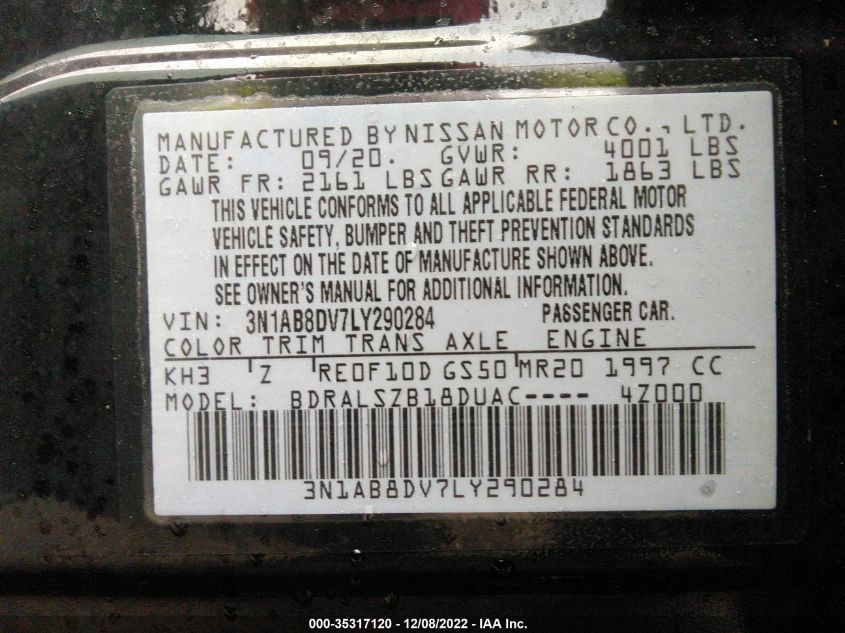 MANUFACTURED BY NISSAN MOTOR CO., LTD.
DATE: 09/20. GVWR: 4001 LBS
GAWR FR: 2161 LBS GAWR RR: 1863 LBS
THIS VEHICLE CONFORMS TO ALL APPLICABLE FEDERAL MOTOR
VEHICLE SAFETY, BUMPER AND THEFT PREVENTION STANDARDS
IN EFFECT ON THE DATE OF MANUFACTURE SHOWN ABOVE.
SEE OWNER'S MANUAL FOR ADDITIONAL INFORMATION.
VIN: 3N1AB8DV7LY290284 PASSENGER CAR.
COLOR TRIM TRANS AXLE ENGINE
KH3 Z RE0F10D GS50 MR20 1997 CC
MODEL: BDRALSZB18DUAC---- 4Z000
3N1AB8DV7LY290284
000-35317120 - 12/08/2022 - IAA Inc.